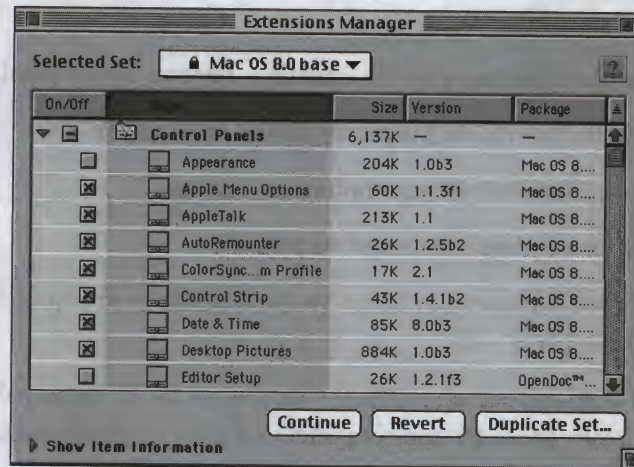 Extensions Manager
Selected Set: Mac OS 8.0 base
On/Off Size Version Package
Control Panels 6,137K — —
Appearance 204K 1.0b3 Mac OS 8....
Apple Menu Options 60K 1.1.3f1 Mac OS 8....
AppleTalk 213K 1.1 Mac OS 8....
AutoRemounter 26K 1.2.5b2 Mac OS 8....
ColorSync...m Profile 17K 2.1 Mac OS 8....
Control Strip 43K 1.4.1b2 Mac OS 8....
Date & Time 85K 8.0b3 Mac OS 8....
Desktop Pictures 884K 1.0b3 Mac OS 8....
Editor Setup 26K 1.2.1f3 OpenDoc™...
Continue Revert Duplicate Set...
Show Item Information